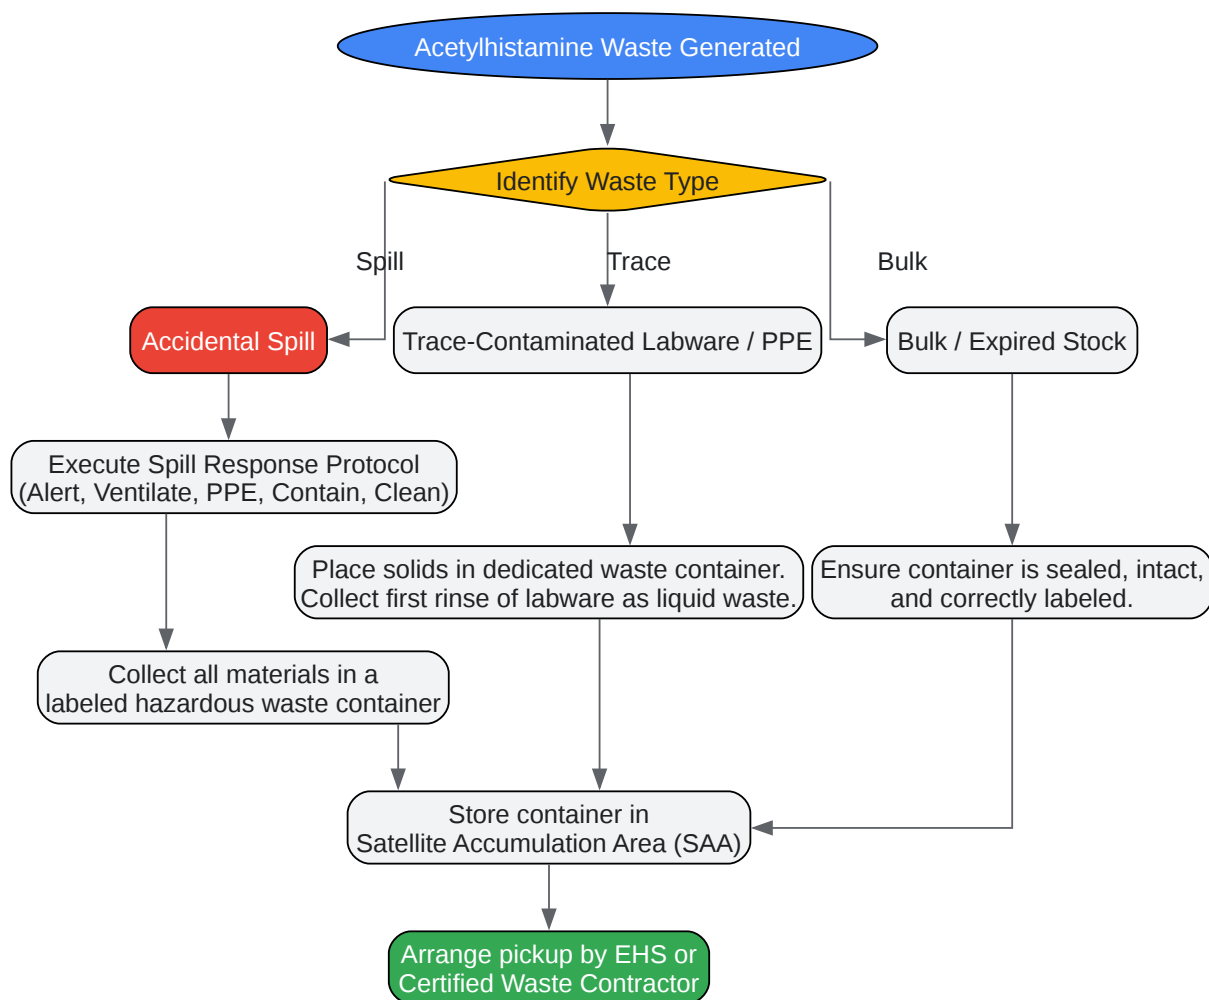 Acetylhistamine Waste Generated
Identify Waste Type
Spill
Trace
Bulk
Accidental Spill
Trace-Contaminated Labware / PPE
Bulk / Expired Stock
Execute Spill Response Protocol
(Alert, Ventilate, PPE, Contain, Clean)
Place solids in dedicated waste container.
Collect first rinse of labware as liquid waste.
Ensure container is sealed, intact,
and correctly labeled.
Collect all materials in a
labeled hazardous waste container
Store container in
Satellite Accumulation Area (SAA)
Arrange pickup by EHS or
Certified Waste Contractor